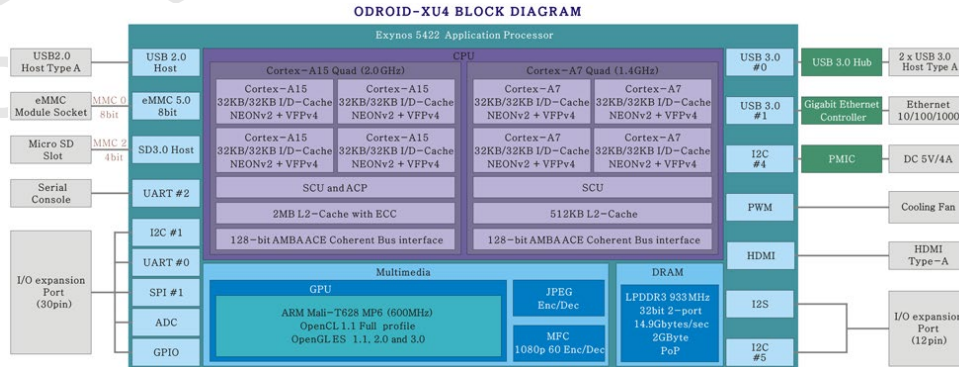 ODROID-XU4 BLOCK DIAGRAM
Exynos 5422 Application Processor
USB2.0
Host Type A
eMMC
Module Socket
MMC 0
8bit
Micro SD
Slot
MMC 2
4bit
Serial
Console
I/O expansion
Port
(30pin)
USB 2.0
Host
eMMC 5.0
8bit
SD3.0 Host
UART #2
I2C #1
UART #0
SPI #1
ADC
GPIO
CPU
Cortex-A15 Quad (2.0GHz)
Cortex-A15
32KB/32KB I/D-Cache
NEONv2 + VFPv4
Cortex-A15
32KB/32KB I/D-Cache
NEONv2 + VFPv4
Cortex-A15
32KB/32KB I/D-Cache
NEONv2 + VFPv4
Cortex-A15
32KB/32KB I/D-Cache
NEONv2 + VFPv4
SCU and ACP
2MB L2-Cache with ECC
128-bit AMBA ACE Coherent Bus interface
Cortex-A7 Quad (1.4GHz)
Cortex-A7
32KB/32KB I/D-Cache
NEONv2 + VFPv4
Cortex-A7
32KB/32KB I/D-Cache
NEONv2 + VFPv4
Cortex-A7
32KB/32KB I/D-Cache
NEONv2 + VFPv4
Cortex-A7
32KB/32KB I/D-Cache
NEONv2 + VFPv4
SCU
512KB L2-Cache
128-bit AMBA ACE Coherent Bus interface
Multimedia
GPU
ARM Mali-T628 MP6 (600MHz)
OpenCL 1.1 Full profile
OpenGL ES 1.1, 2.0 and 3.0
JPEG
Enc/Dec
MFC
1080p 60 Enc/Dec
DRAM
LPDDR3 933MHz
32bit 2-port
14.9Gbytes/sec
2GByte
PoP
USB 3.0
#0
USB 3.0
#1
I2C
#4
PWM
HDMI
I2S
I2C
#5
USB 3.0 Hub
Gigabit Ethernet
Controller
PMIC
2 x USB 3.0
Host Type A
Ethernet
10/100/1000
DC 5V/4A
Cooling Fan
HDMI
Type-A
I/O expansion
Port
(12pin)